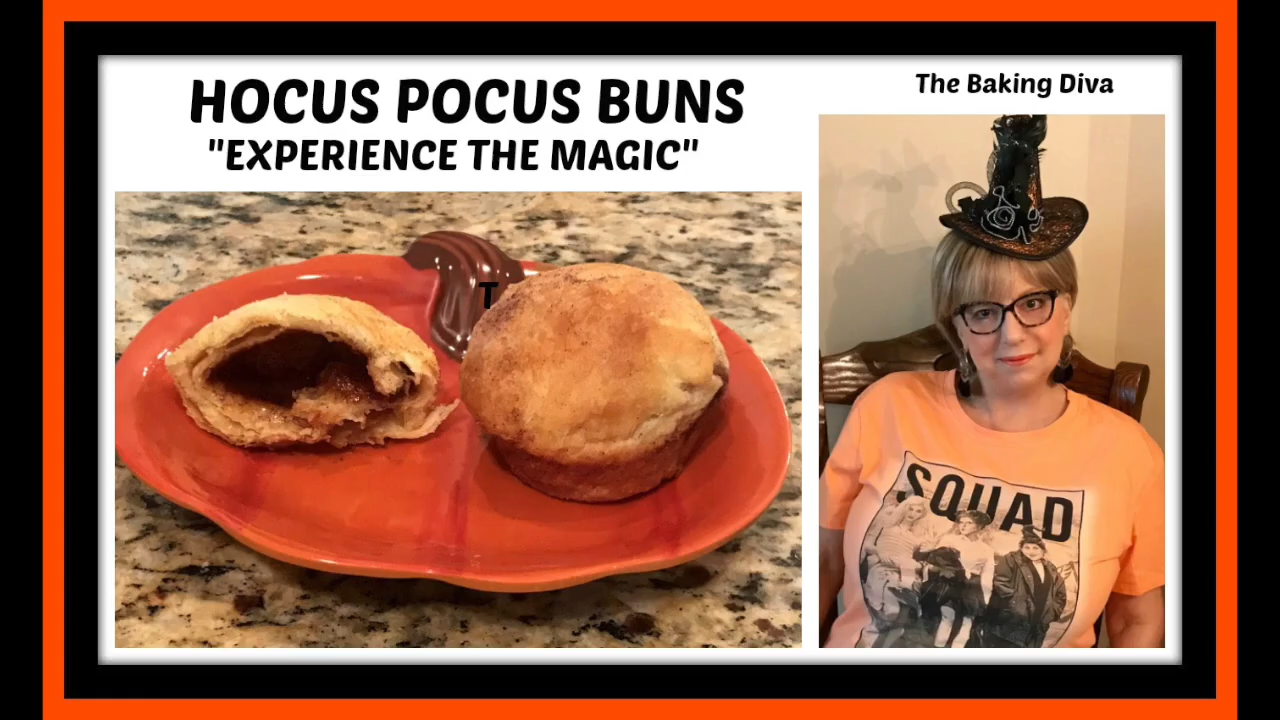 HOCUS POCUS BUNS
"EXPERIENCE THE MAGIC"
The Baking Diva
T
SQUAD